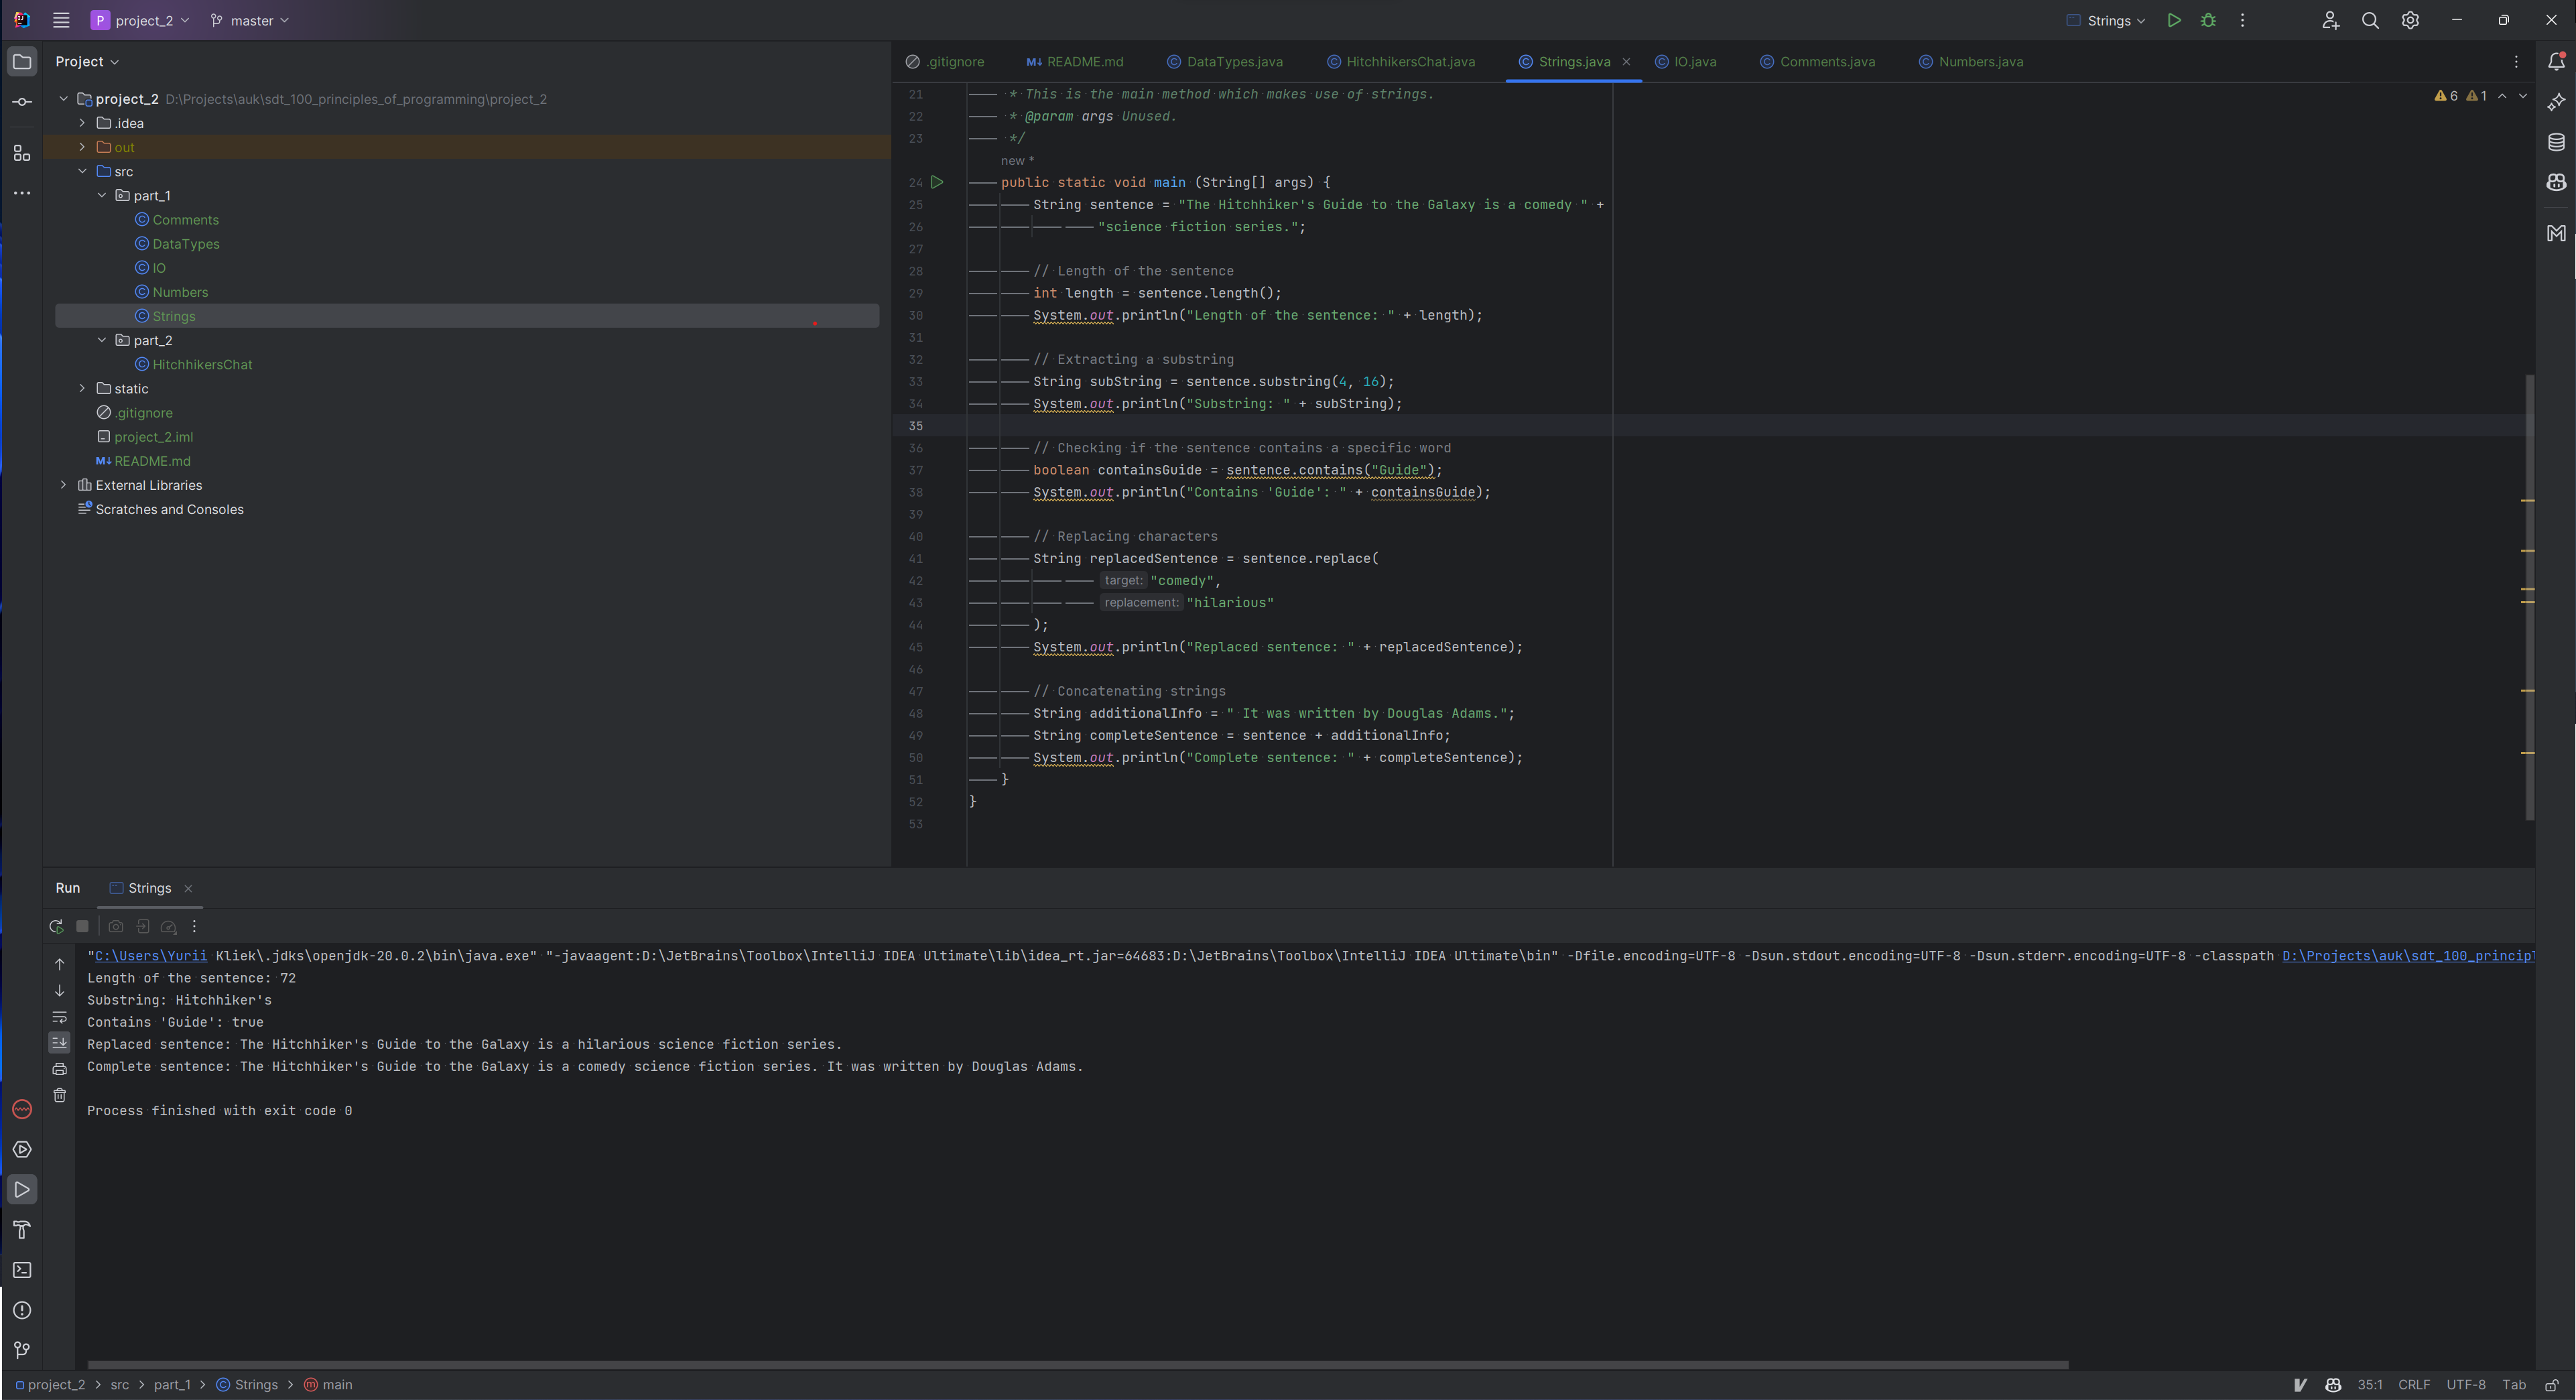 P project_2 master Strings
Project
project_2 D:\Projects\auk\sdt_100_principles_of_programming\project_2
.idea
out
src
part_1
Comments
DataTypes
IO
Numbers
Strings
part_2
HitchhikersChat
static
.gitignore
project_2.iml
README.md
External Libraries
Scratches and Consoles
.gitignore README.md DataTypes.java HitchhikersChat.java Strings.java IO.java Comments.java Numbers.java
6 1
21 * This is the main method which makes use of strings.
22 * @param args Unused.
23 */
new *
24 public static void main (String[] args) {
25 String sentence = "The Hitchhiker's Guide to the Galaxy is a comedy " +
26 "science fiction series.";
27
28 // Length of the sentence
29 int length = sentence.length();
30 System.out.println("Length of the sentence: " + length);
31
32 // Extracting a substring
33 String subString = sentence.substring(4, 16);
34 System.out.println("Substring: " + subString);
35
36 // Checking if the sentence contains a specific word
37 boolean containsGuide = sentence.contains("Guide");
38 System.out.println("Contains 'Guide': " + containsGuide);
39
40 // Replacing characters
41 String replacedSentence = sentence.replace(
42 target: "comedy",
43 replacement: "hilarious"
44 );
45 System.out.println("Replaced sentence: " + replacedSentence);
46
47 // Concatenating strings
48 String additionalInfo = " It was written by Douglas Adams.";
49 String completeSentence = sentence + additionalInfo;
50 System.out.println("Complete sentence: " + completeSentence);
51 }
52 }
53
Run Strings
"C:\Users\Yurii Kliek\.jdks\openjdk-20.0.2\bin\java.exe" "-javaagent:D:\JetBrains\Toolbox\IntelliJ IDEA Ultimate\lib\idea_rt.jar=64683:D:\JetBrains\Toolbox\IntelliJ IDEA Ultimate\bin" -Dfile.encoding=UTF-8 -Dsun.stdout.encoding=UTF-8 -Dsun.stderr.encoding=UTF-8 -classpath D:\Projects\auk\sdt_100_princip
Length of the sentence: 72
Substring: Hitchhiker's
Contains 'Guide': true
Replaced sentence: The Hitchhiker's Guide to the Galaxy is a hilarious science fiction series.
Complete sentence: The Hitchhiker's Guide to the Galaxy is a comedy science fiction series. It was written by Douglas Adams.
Process finished with exit code 0
project_2 > src > part_1 > Strings > main 35:1 CRLF UTF-8 Tab